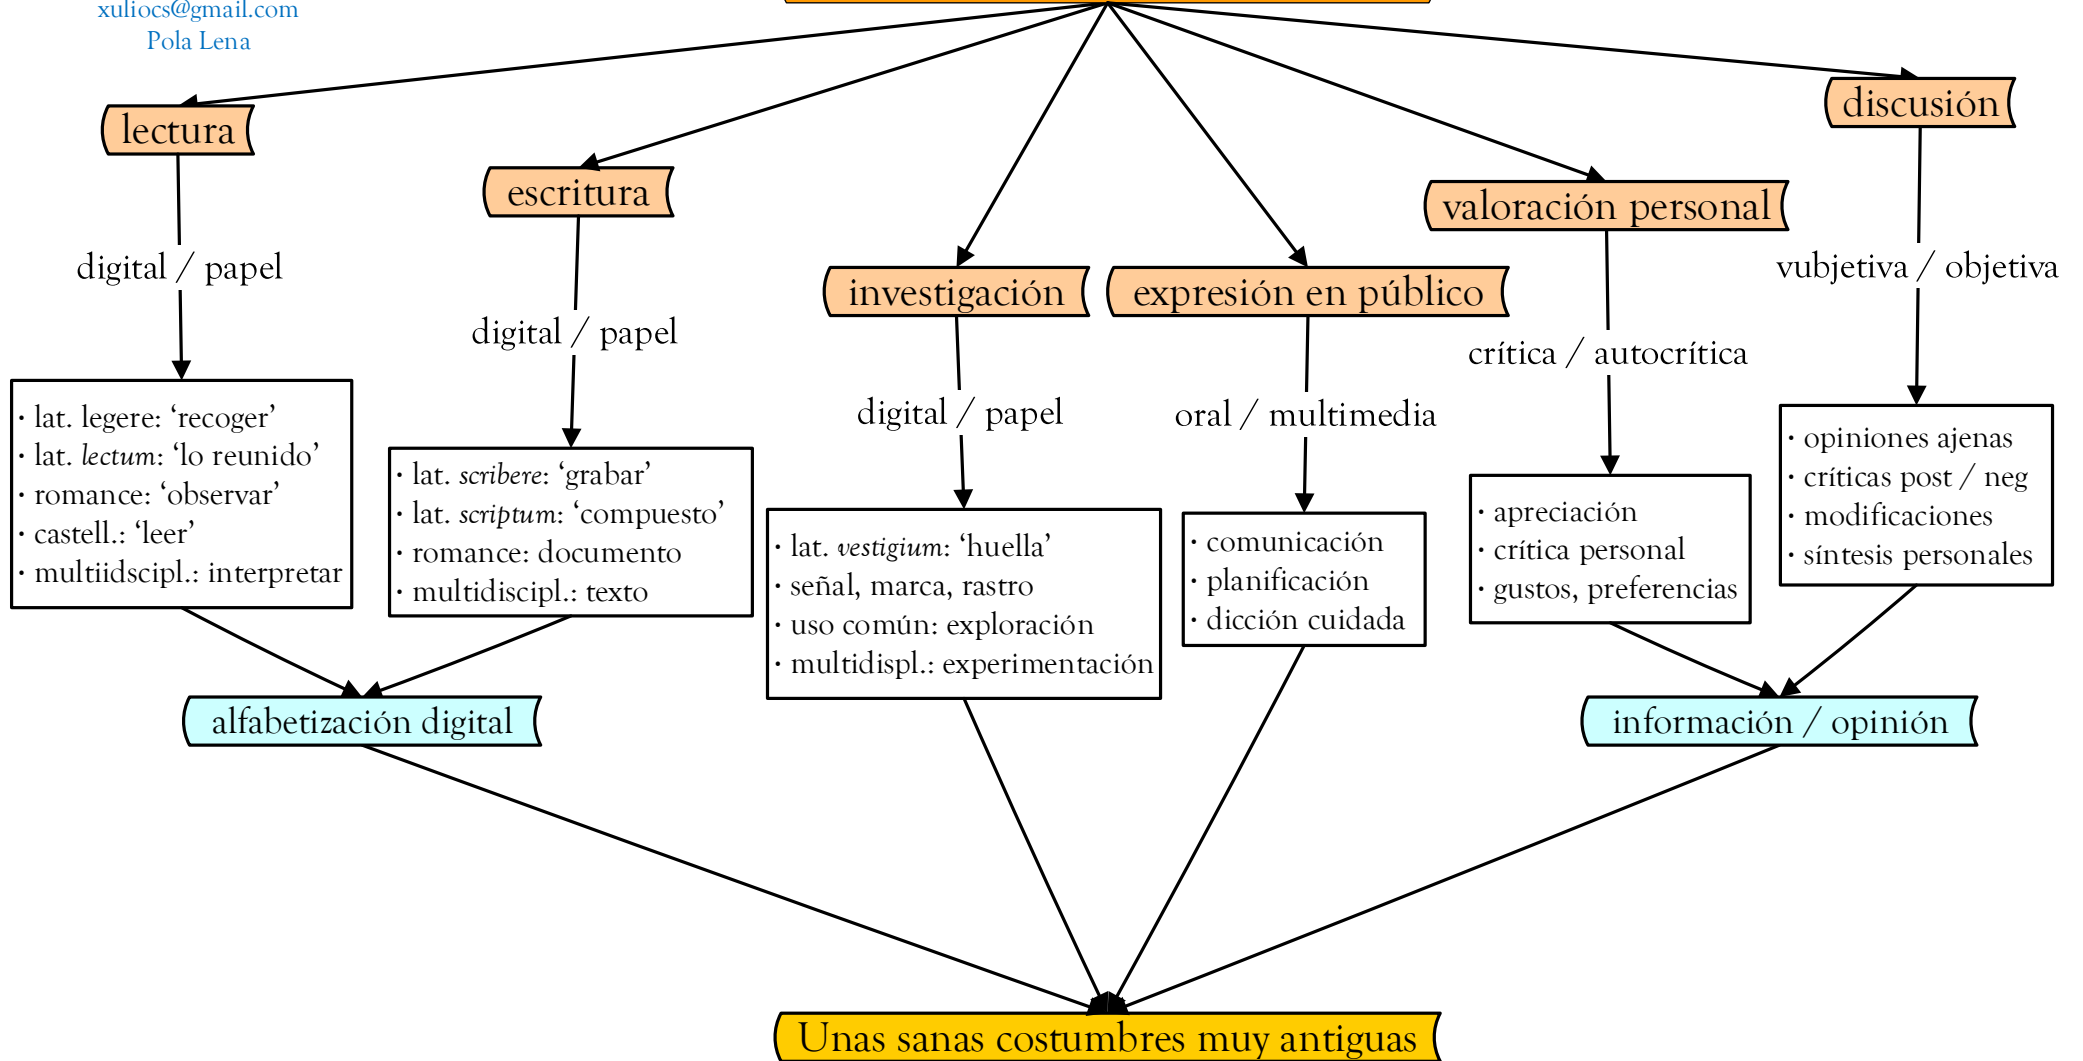 xuliocs@gmail.com
Pola Lena
lectura
digital / papel
· lat. legere: ‘recoger’
· lat. lectum: ‘lo reunido’
· romance: ‘observar’
· castell.: ‘leer’
· multiidscipl.: interpretar
escritura
digital / papel
· lat. scribere: ‘grabar’
· lat. scriptum: ‘compuesto’
· romance: documento
· multidiscipl.: texto
alfabetización digital
investigación
digital / papel
· lat. vestigium: ‘huella’
· señal, marca, rastro
· uso común: exploración
· multidispl.: experimentación
expresión en público
oral / multimedia
· comunicación
· planificación
· dicción cuidada
valoración personal
crítica / autocrítica
· apreciación
· crítica personal
· gustos, preferencias
discusión
vubjetiva / objetiva
· opiniones ajenas
· críticas post / neg
· modificaciones
· síntesis personales
información / opinión
Unas sanas costumbres muy antiguas